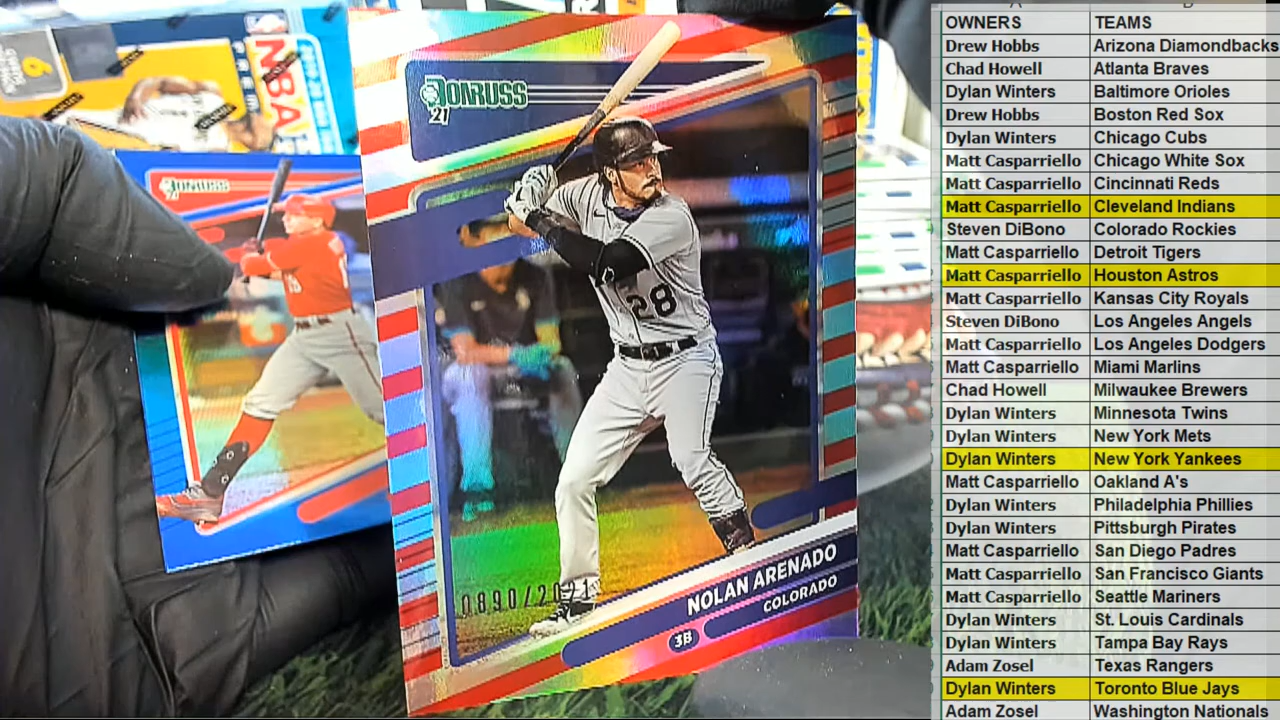 DONRUSS
21
28
0890/2021
NOLAN ARENADO
COLORADO
3B
DONRUSS
NBA
6
OWNERS TEAMS
Drew Hobbs Arizona Diamondbacks
Chad Howell Atlanta Braves
Dylan Winters Baltimore Orioles
Drew Hobbs Boston Red Sox
Dylan Winters Chicago Cubs
Matt Casparriello Chicago White Sox
Matt Casparriello Cincinnati Reds
Matt Casparriello Cleveland Indians
Steven DiBono Colorado Rockies
Matt Casparriello Detroit Tigers
Matt Casparriello Houston Astros
Matt Casparriello Kansas City Royals
Steven DiBono Los Angeles Angels
Matt Casparriello Los Angeles Dodgers
Matt Casparriello Miami Marlins
Chad Howell Milwaukee Brewers
Dylan Winters Minnesota Twins
Dylan Winters New York Mets
Dylan Winters New York Yankees
Matt Casparriello Oakland A's
Dylan Winters Philadelphia Phillies
Dylan Winters Pittsburgh Pirates
Matt Casparriello San Diego Padres
Matt Casparriello San Francisco Giants
Matt Casparriello Seattle Mariners
Dylan Winters St. Louis Cardinals
Dylan Winters Tampa Bay Rays
Adam Zosel Texas Rangers
Dylan Winters Toronto Blue Jays
Adam Zosel Washington Nationals